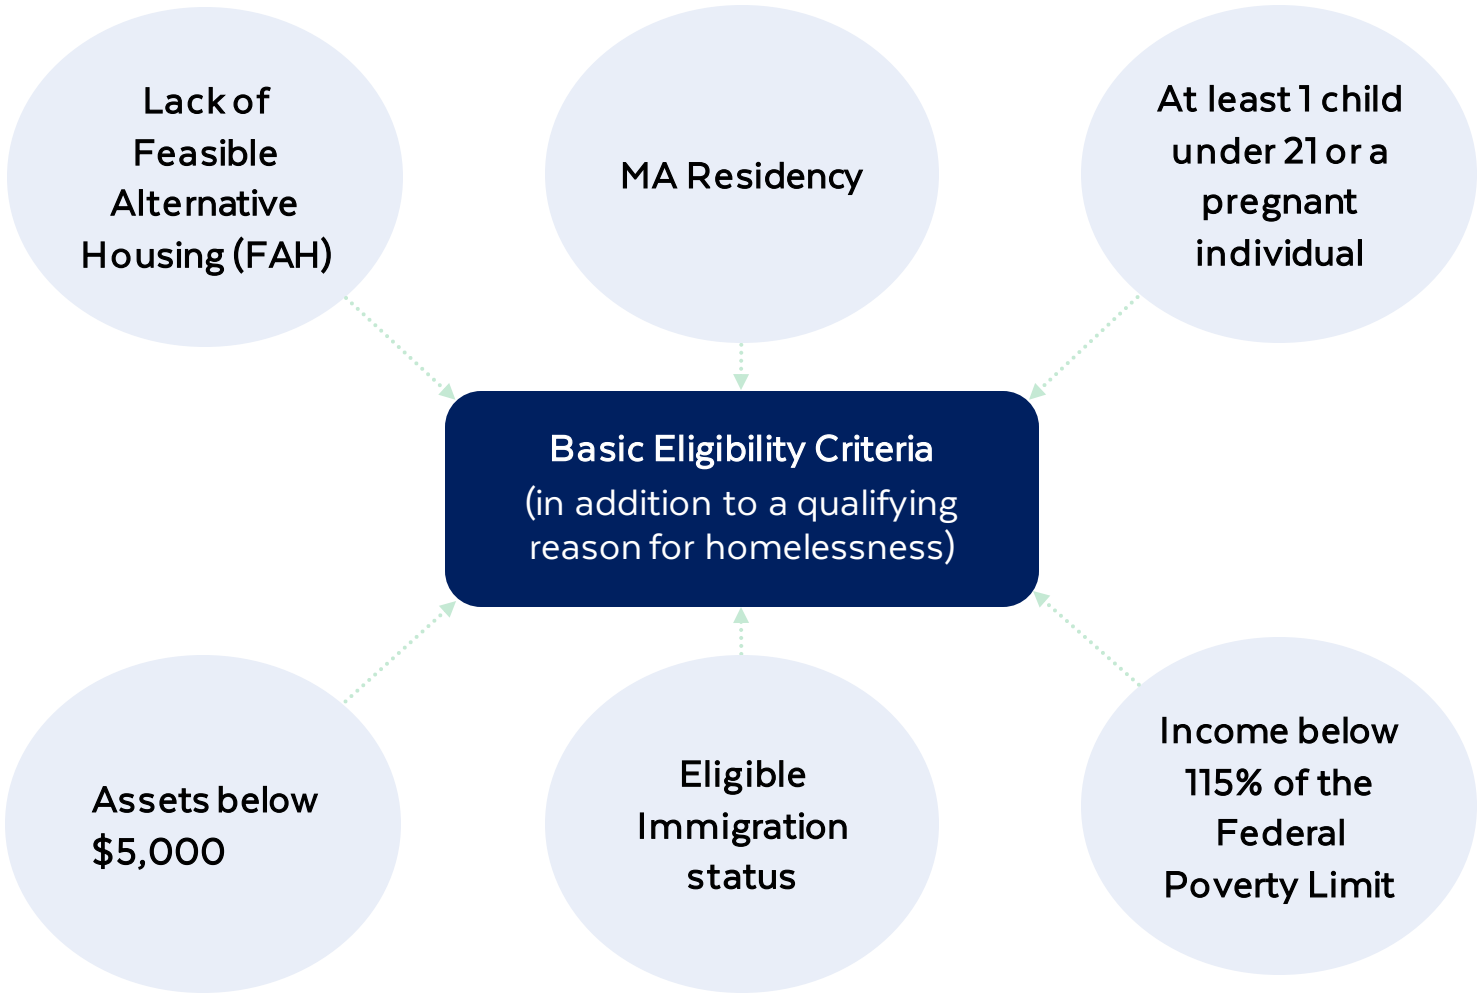 Lack of
Feasible
Alternative
Housing (FAH)
MA Residency
At least 1 child
under 21 or a
pregnant
individual
Basic Eligibility Criteria
(in addition to a qualifying
reason for homelessness)
Assets below
$5,000
Eligible
Immigration
status
Income below
115% of the
Federal
Poverty Limit